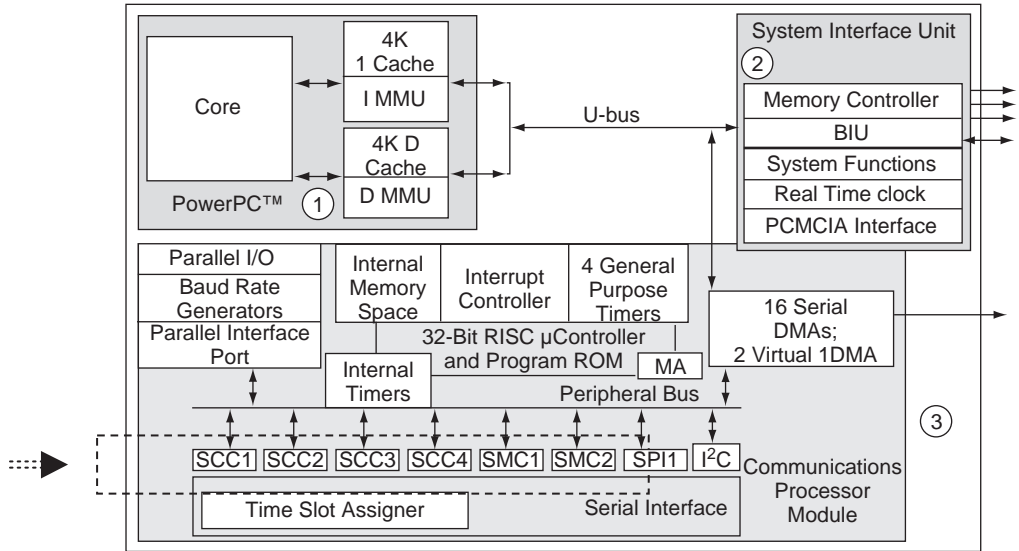 4K
1 Cache
I MMU
Core
4K D
Cache
D MMU
PowerPC™
1
U-bus
System Interface Unit
2
Memory Controller
BIU
System Functions
Real Time clock
PCMCIA Interface
Parallel I/O
Baud Rate
Generators
Parallel Interface
Port
Internal
Memory
Space
Interrupt
Controller
4 General
Purpose
Timers
32-Bit RISC µController
and Program ROM
Internal
Timers
MA
16 Serial
DMAs;
2 Virtual 1DMA
Peripheral Bus
3
SCC1
SCC2
SCC3
SCC4
SMC1
SMC2
SPI1
I²C
Communications
Processor
Module
Time Slot Assigner
Serial Interface